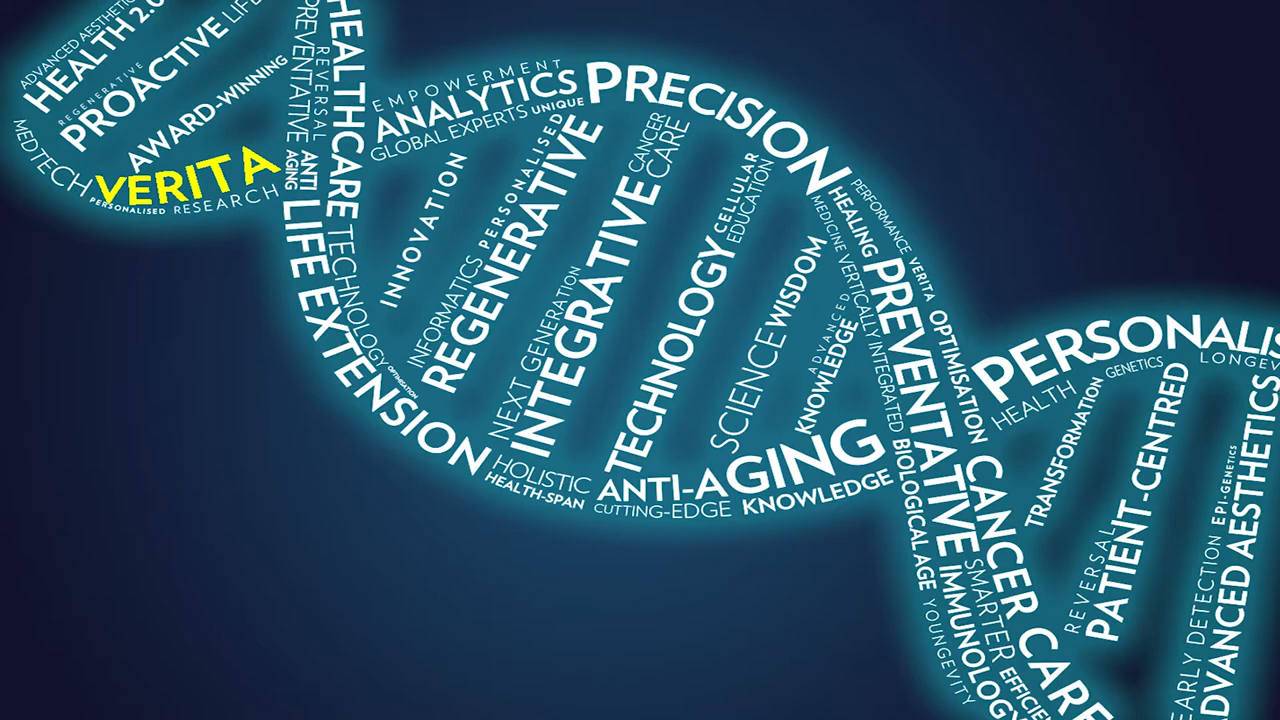 ADVANCED AESTHETIC
HEALTH 2.0
REGENERATIVE
PROACTIVE LIFE
AWARD-WINNING
MEDTECH
VERITA
PERSONALISED RESEARCH
PREVENTATIVE
REVERSAL
ANTI
AGING
HEALTHCARE TECHNOLOGY
OPTIMISATION
LIFE EXTENSION
EMPOWERMENT
ANALYTICS
UNIQUE
GLOBAL EXPERTS
PRECISION
INNOVATION
INFORMATICS PERSONALISED
REGENERATIVE
NEXT GENERATION
INTEGRATIVE
CANCER
CARE
TECHNOLOGY
CELLULAR
EDUCATION
SCIENCE WISDOM
ADVANCED
KNOWLEDGE
HOLISTIC
HEALTH-SPAN
ANTI-AGING
CUTTING-EDGE KNOWLEDGE
PERFORMANCE VERITA
HEALING
MEDICINE VERTICALLY INTEGRATED
PREVENTATIVE
OPTIMISATION
BIOLOGICAL AGE YOUNGEVITY
IMMUNOLOGY
CANCER CARE
SMARTER EFFICIE
PERSONALIS
LONGEV
HEALTH
GENETICS
TRANSFORMATION
REVERSAL
PATIENT-CENTRED
EARLY DETECTION EPI-GENETICS
ADVANCED AESTHETICS